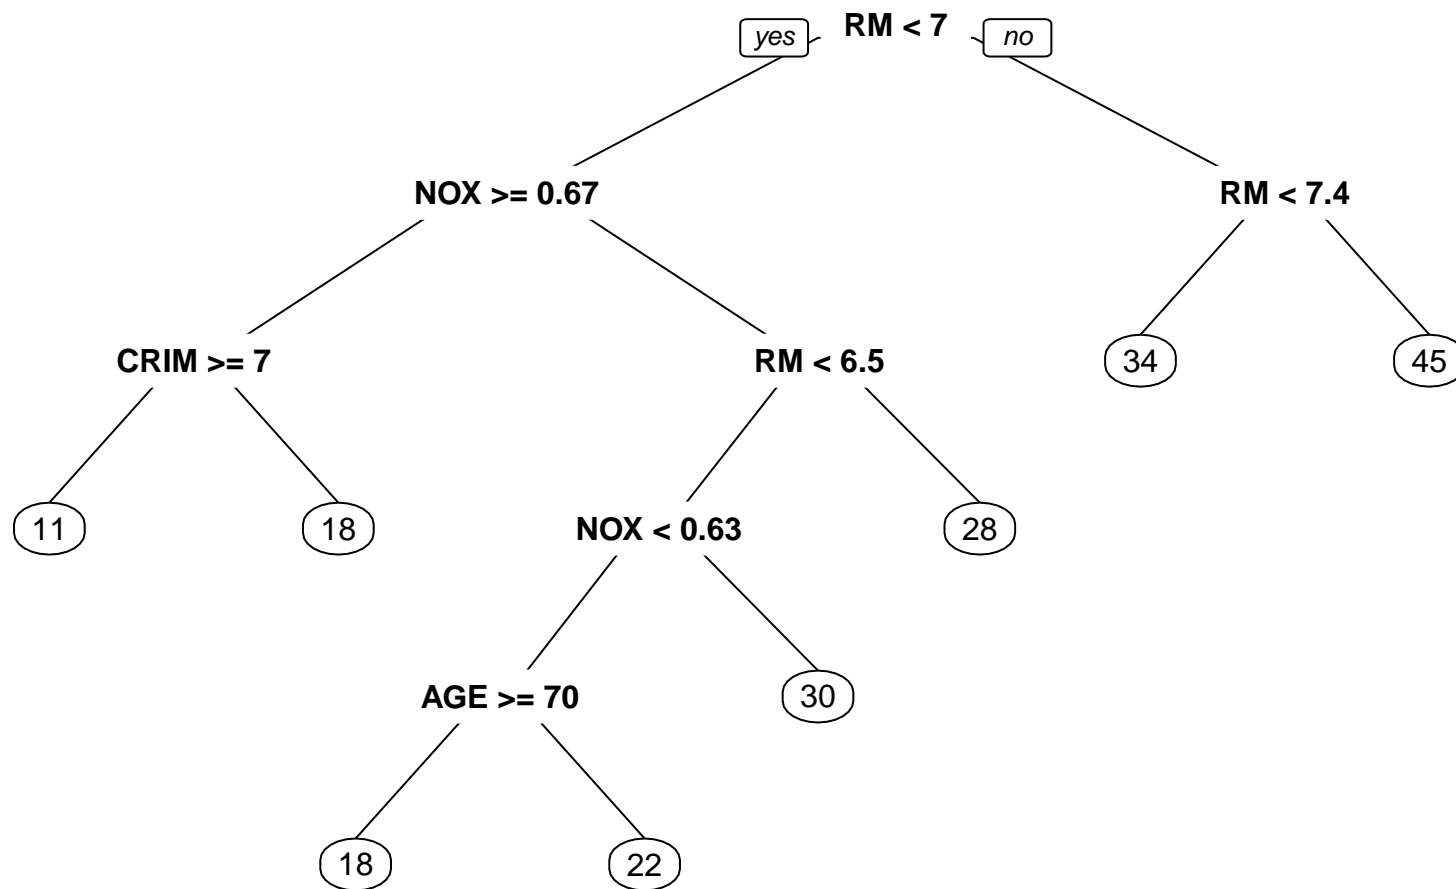 RM < 7
yes
no
NOX >= 0.67
RM < 7.4
CRIM >= 7
RM < 6.5
34
45
11
18
NOX < 0.63
28
AGE >= 70
30
18
22